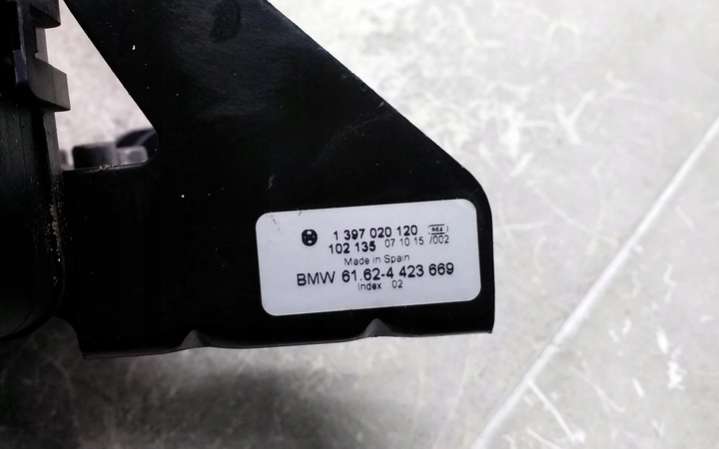 1 397 020 120
102 135 07 10 15 /002
Made in Spain
BMW 61.62-4 423 669
Index 02